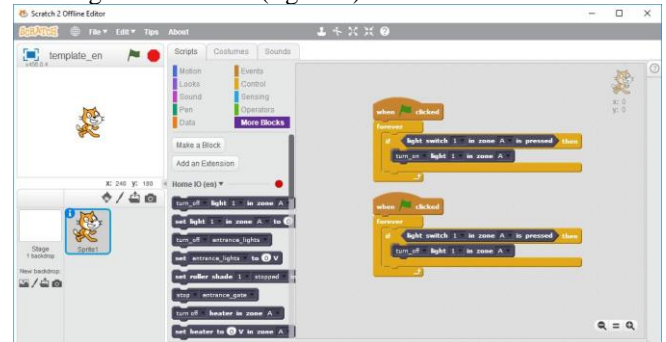 Scratch 2 Offline Editor
SCRATCH File Edit Tips About
template_en
v458.0.4
Scripts Costumes Sounds
Motion Events
Looks Control
Sound Sensing
Pen Operators
Data More Blocks
Make a Block
Add an Extension
Home IO (en)
turn_off light 1 in zone A
set light 1 in zone A to 0
turn_off entrance_lights
set entrance_lights to 0 V
set roller shade 1 stopped
stop entrance_gate
turn off heater in zone A
set heater to 0 V in zone A
X: 240 y: 180
Sprite1
Stage
1 backdrop
New backdrop:
x: 0
y: 0
when clicked
forever
if light switch 1 in zone A is pressed then
turn_on light 1 in zone A
when clicked
forever
if light switch 1 in zone A is pressed then
turn_off light 1 in zone A